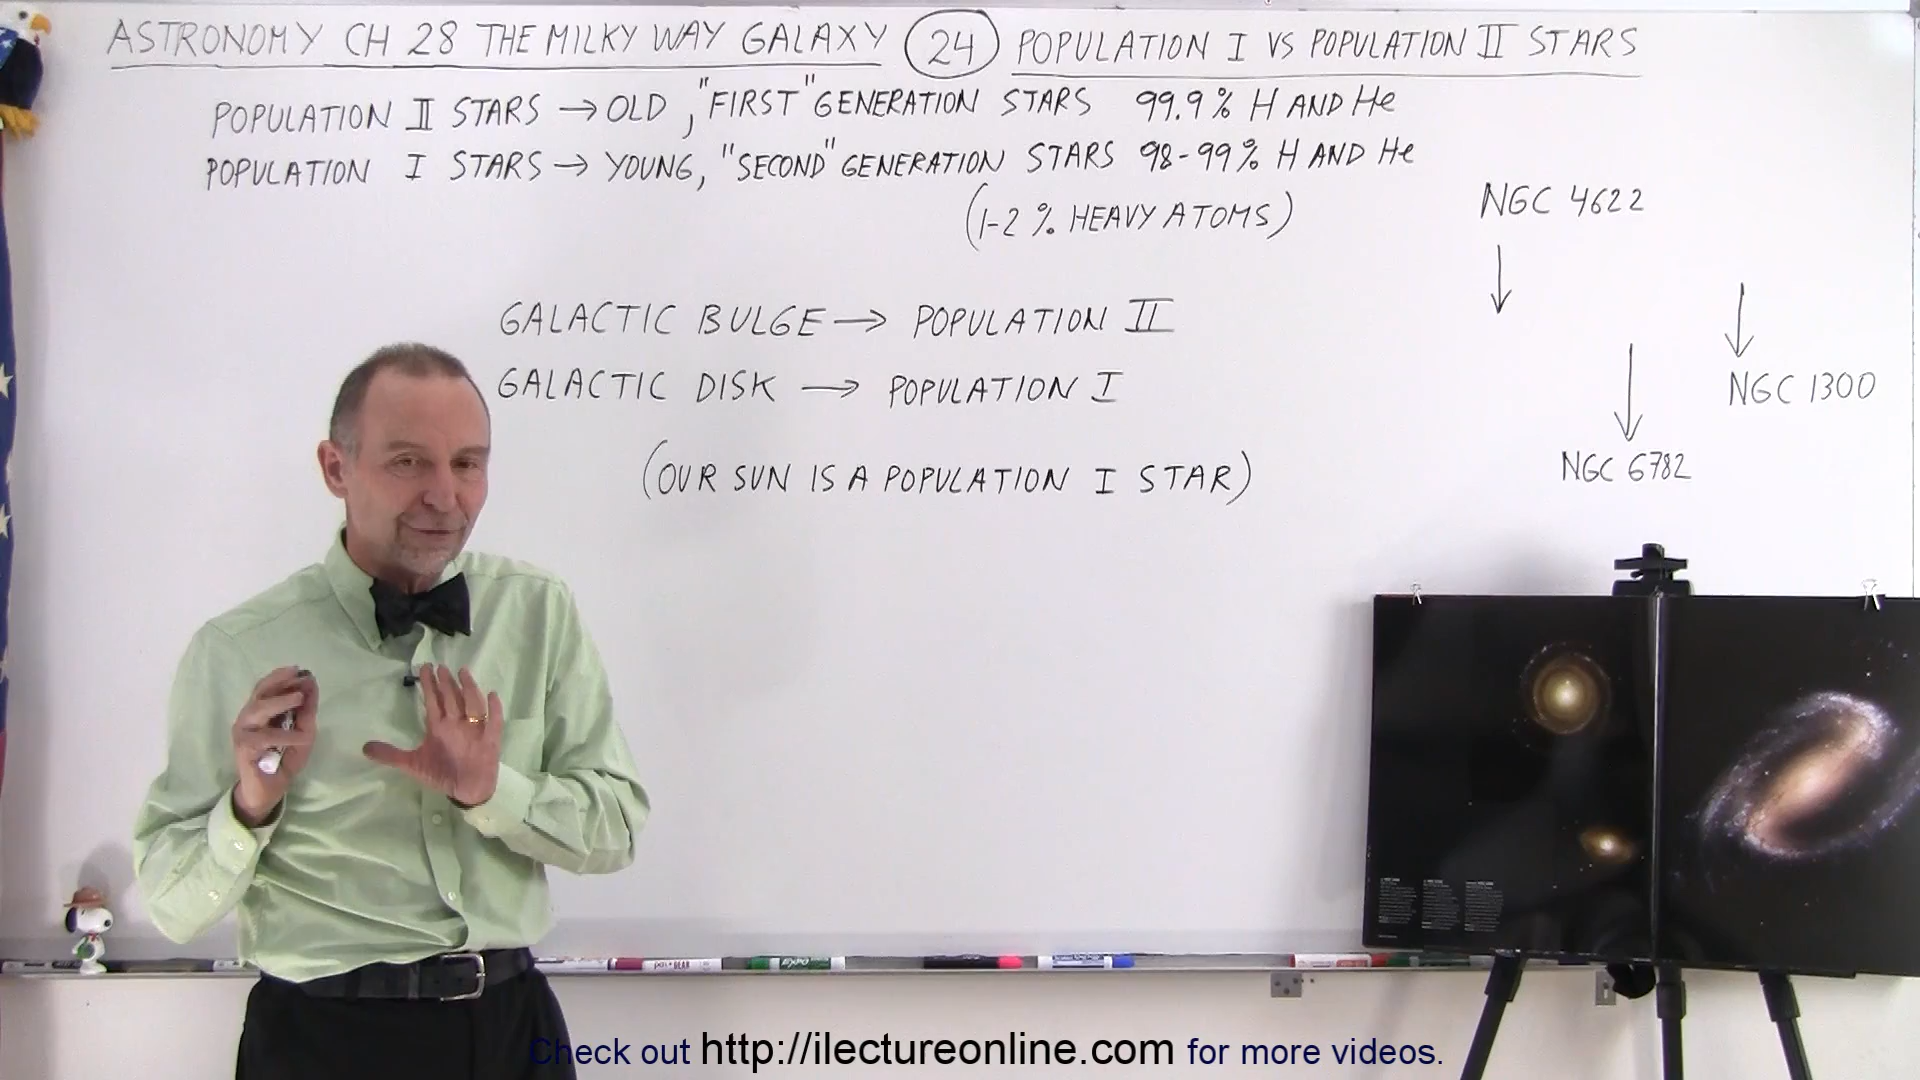 ASTRONOMY CH 28 THE MILKY WAY GALAXY 24 POPULATION I VS POPULATION II STARS
POPULATION II STARS → OLD, "FIRST" GENERATION STARS 99.9% H AND He
POPULATION I STARS → YOUNG, "SECOND" GENERATION STARS 98-99% H AND He
(1-2% HEAVY ATOMS)
NGC 4622
GALACTIC BULGE → POPULATION II
GALACTIC DISK → POPULATION I
NGC 1300
(OUR SUN IS A POPULATION I STAR)
NGC 6782
EXPO
Check out http://ilectureonline.com for more videos.